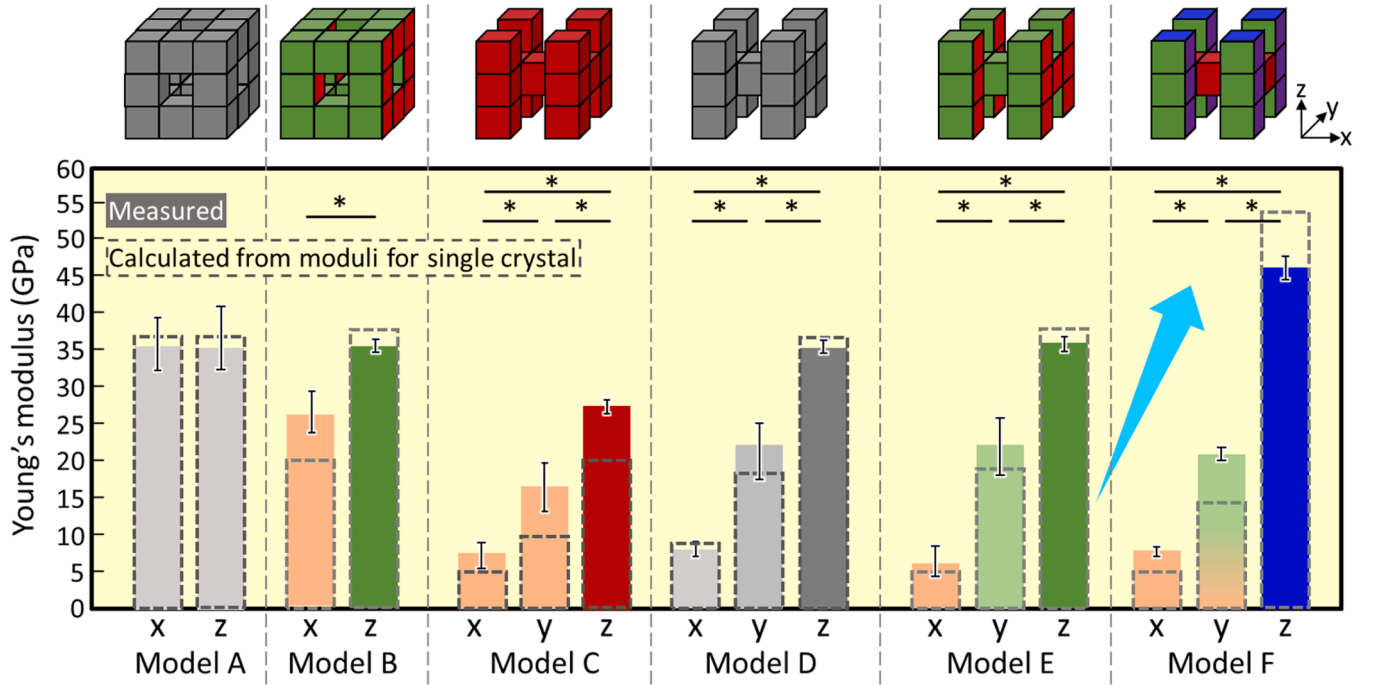 z
y
x
60
55
50
45
40
35
30
25
20
15
10
5
0
Young's modulus (GPa)
Measured
Calculated from moduli for single crystal
*
* * * *
* * * * * * * *
x z x z x y z x y z x y z x y z
Model A Model B Model C Model D Model E Model F